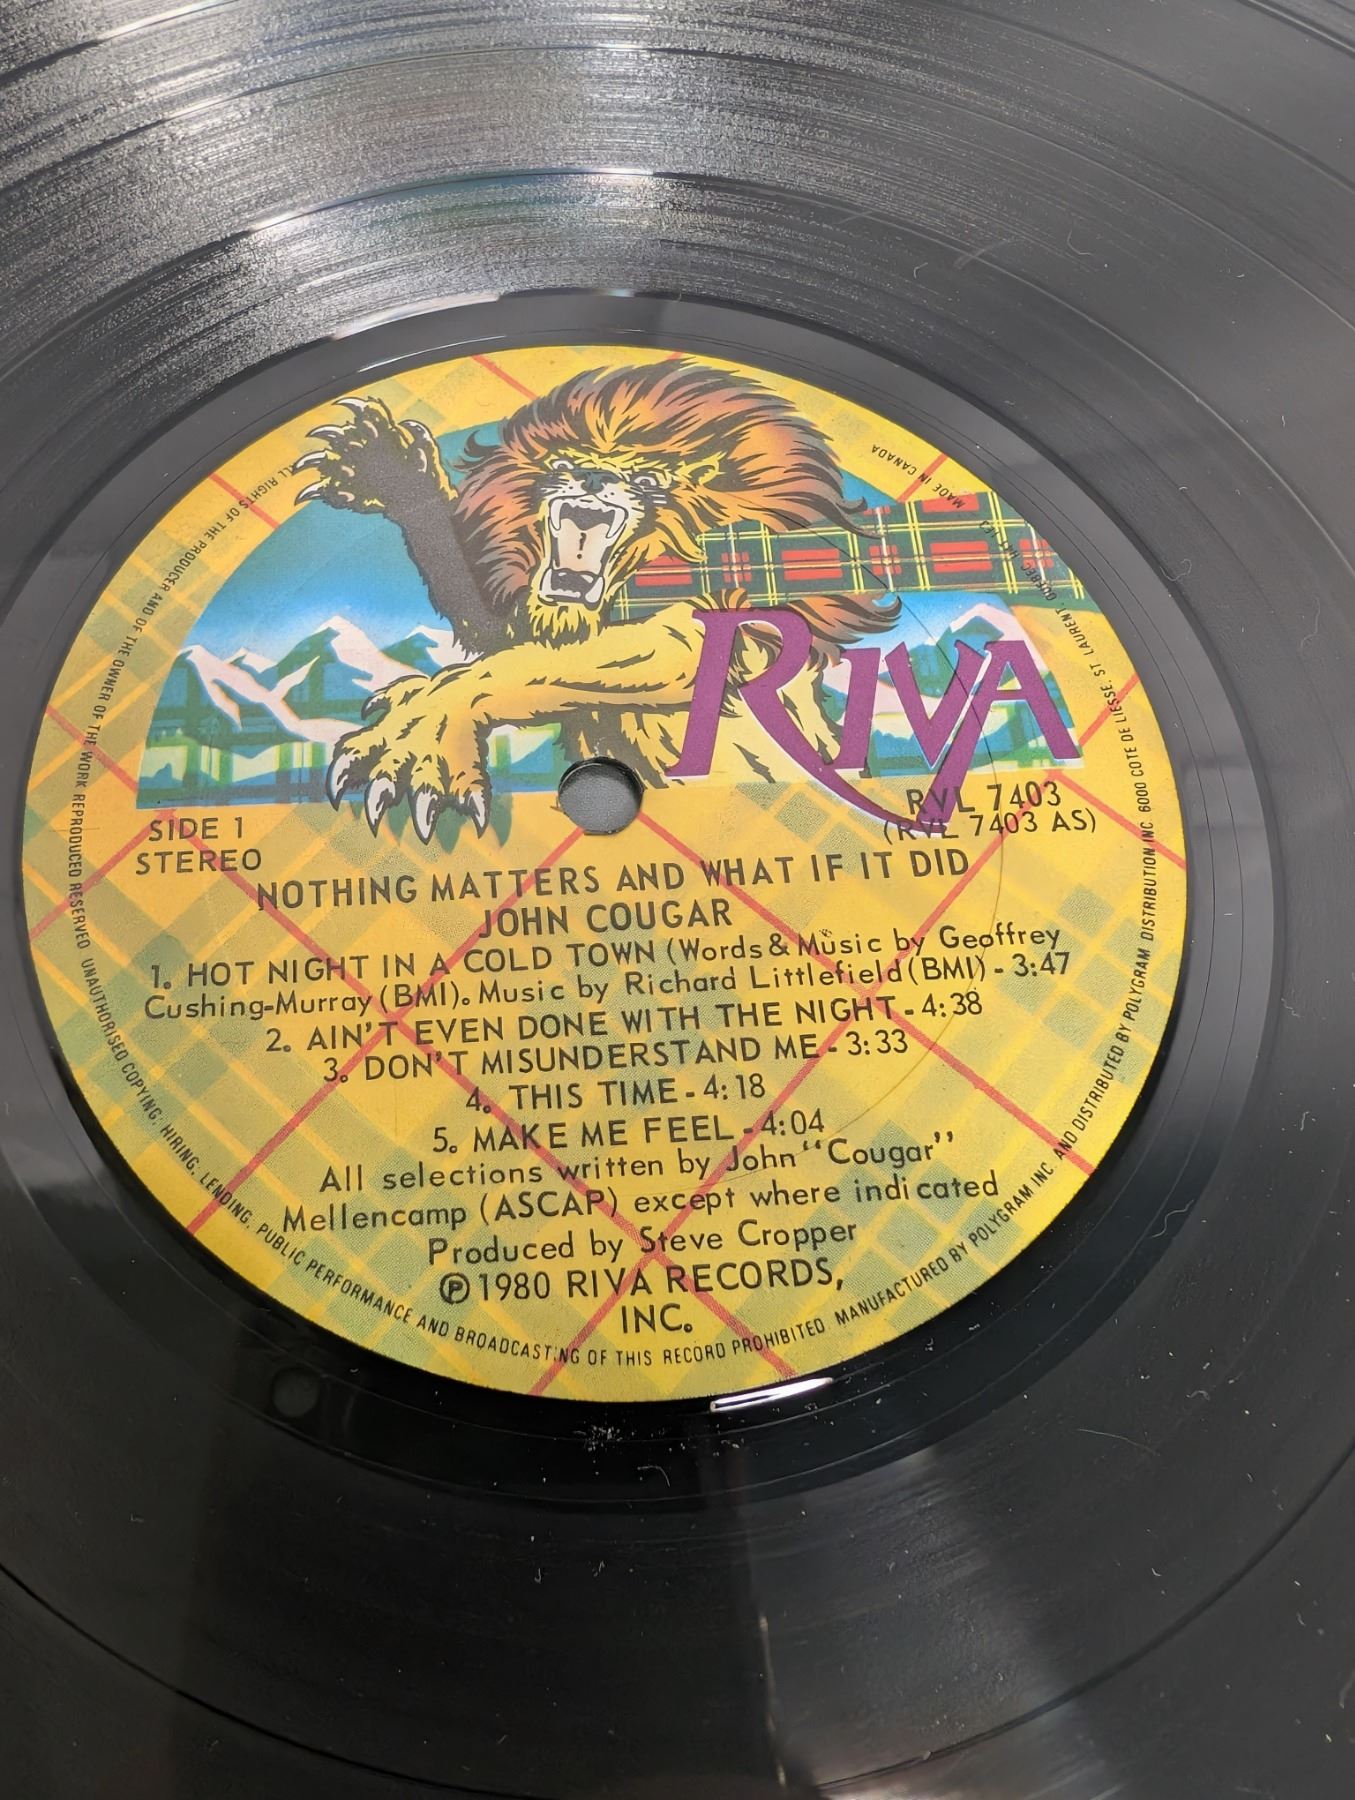 RIVA
RVL 7403
(RVL 7403 AS)
SIDE 1
STEREO
NOTHING MATTERS AND WHAT IF IT DID
JOHN COUGAR
1. HOT NIGHT IN A COLD TOWN (Words & Music by Geoffrey
Cushing-Murray (BMI). Music by Richard Littlefield (BMI) - 3:47
2. AIN'T EVEN DONE WITH THE NIGHT - 4:38
3. DON'T MISUNDERSTAND ME - 3:33
4. THIS TIME - 4:18
5. MAKE ME FEEL - 4:04
All selections written by John "Cougar"
Mellencamp (ASCAP) except where indicated
Produced by Steve Cropper
℗ 1980 RIVA RECORDS,
INC.
ALL RIGHTS OF THE PRODUCER AND OF THE OWNER OF THE WORK REPRODUCED RESERVED UNAUTHORISED COPYING, HIRING, LENDING, PUBLIC PERFORMANCE AND BROADCASTING OF THIS RECORD PROHIBITED MANUFACTURED BY POLYGRAM INC AND DISTRIBUTED BY POLYGRAM DISTRIBUTION INC 6000 COTE DE LIESSE, ST LAURENT, QUEBEC MADE IN CANADA